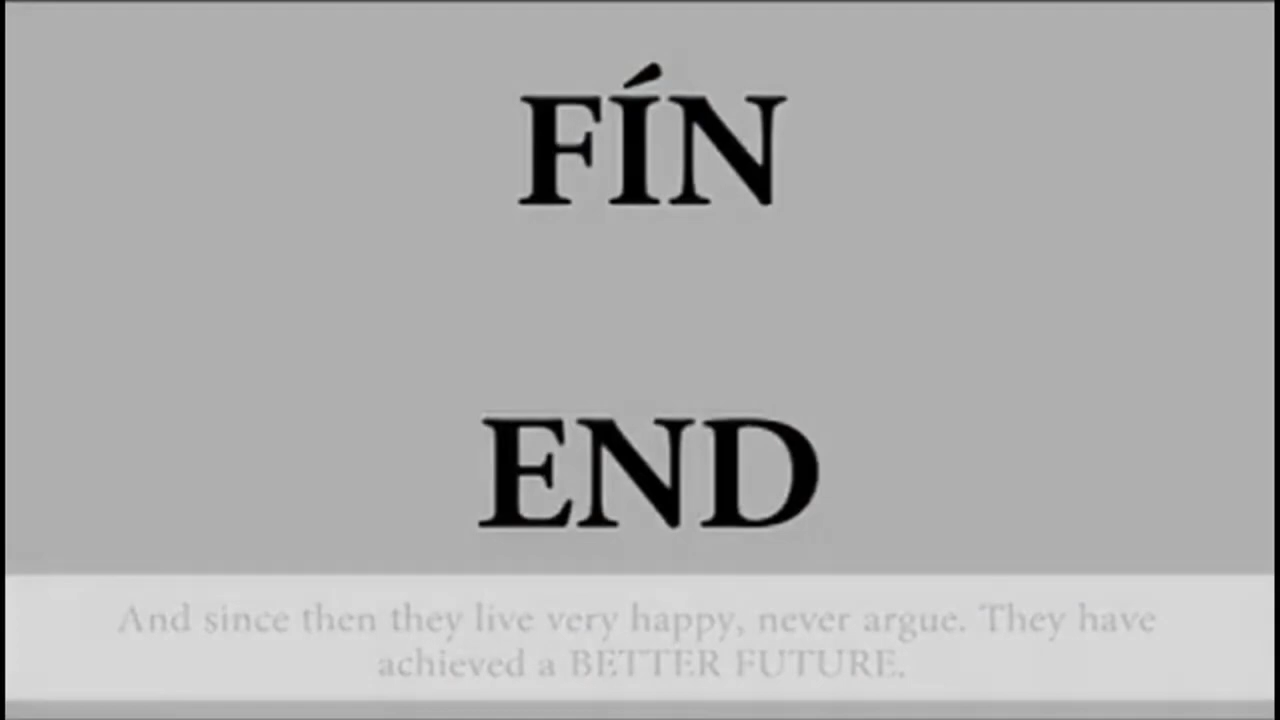 FÍN
END
And since then they live very happy, never argue. They have
achieved a BETTER FUTURE.